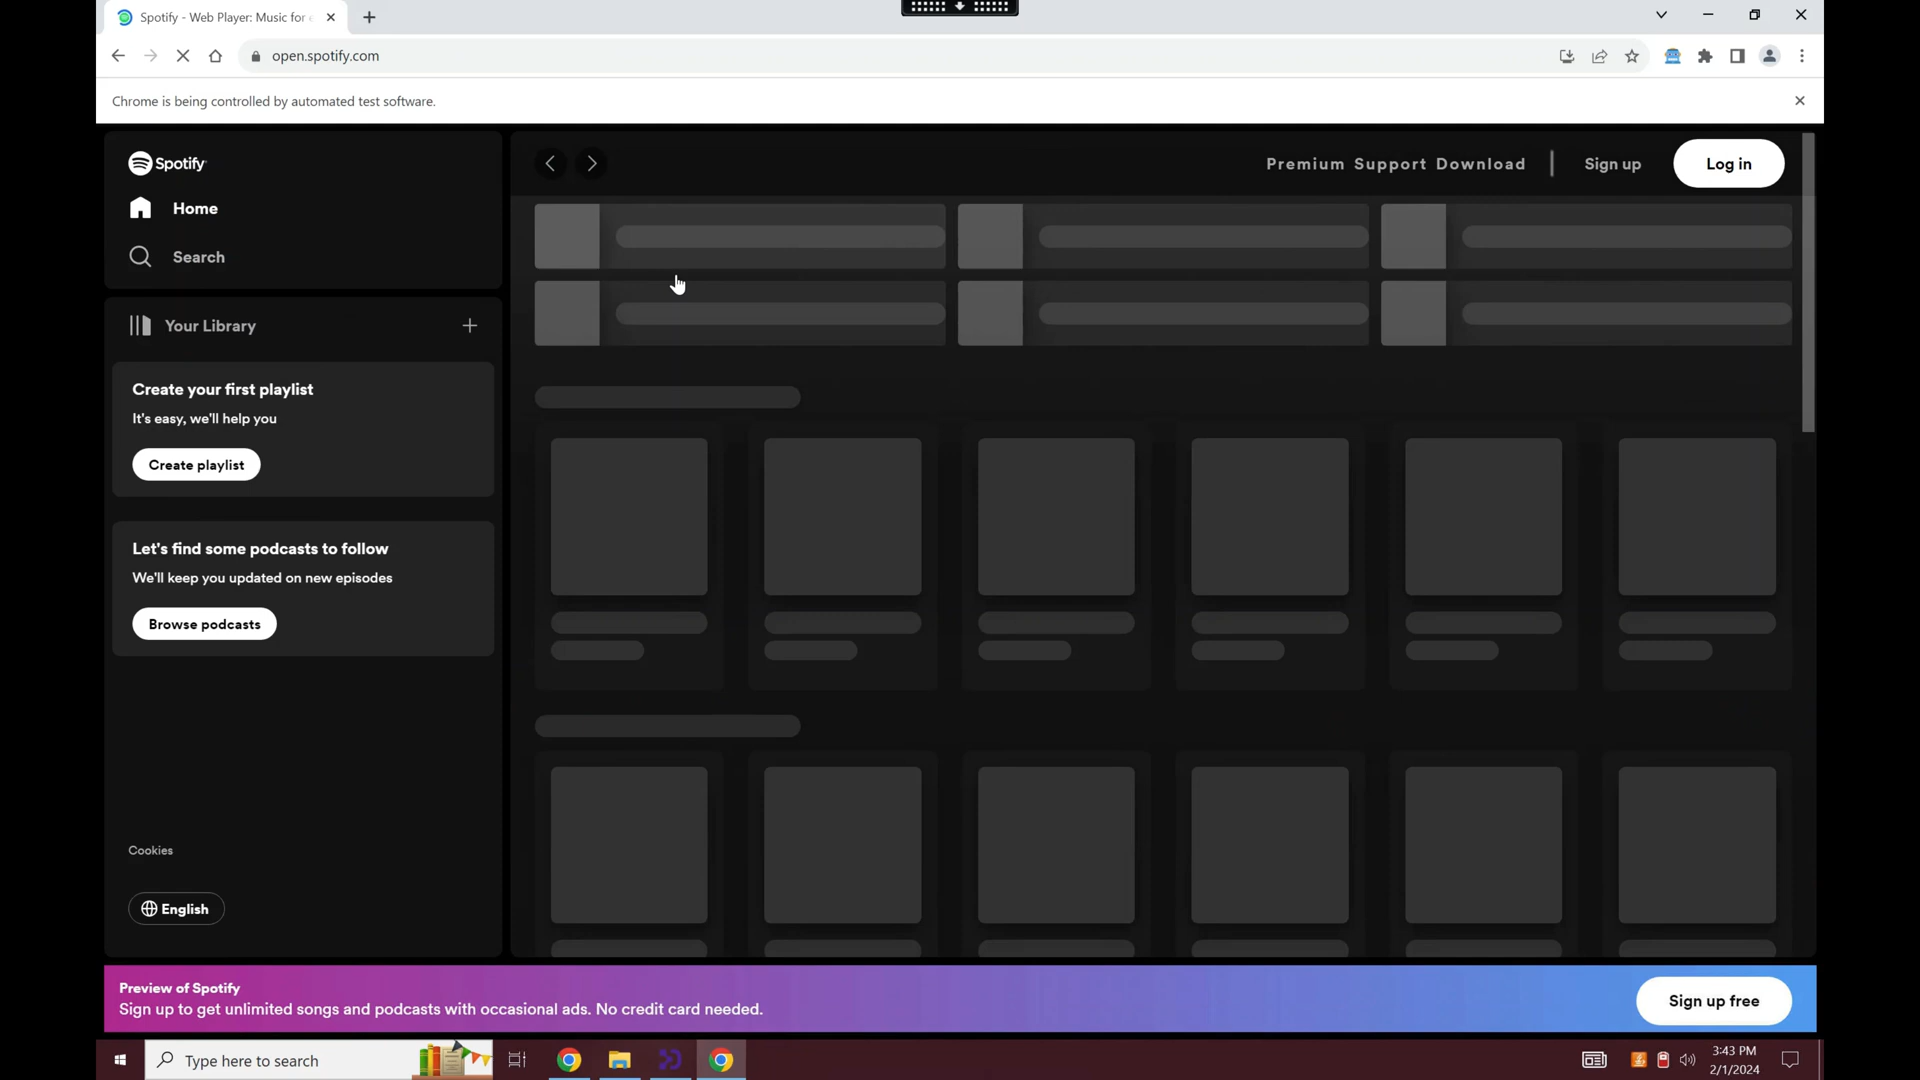 Spotify - Web Player: Music for
open.spotify.com
Chrome is being controlled by automated test software.
Spotify
Home
Search
Premium Support Download
Sign up
Log in
Your Library
Create your first playlist
It's easy, we'll help you
Create playlist
Let's find some podcasts to follow
We'll keep you updated on new episodes
Browse podcasts
Cookies
English
Preview of Spotify
Sign up to get unlimited songs and podcasts with occasional ads. No credit card needed.
Sign up free
Type here to search
3:43 PM
2/1/2024